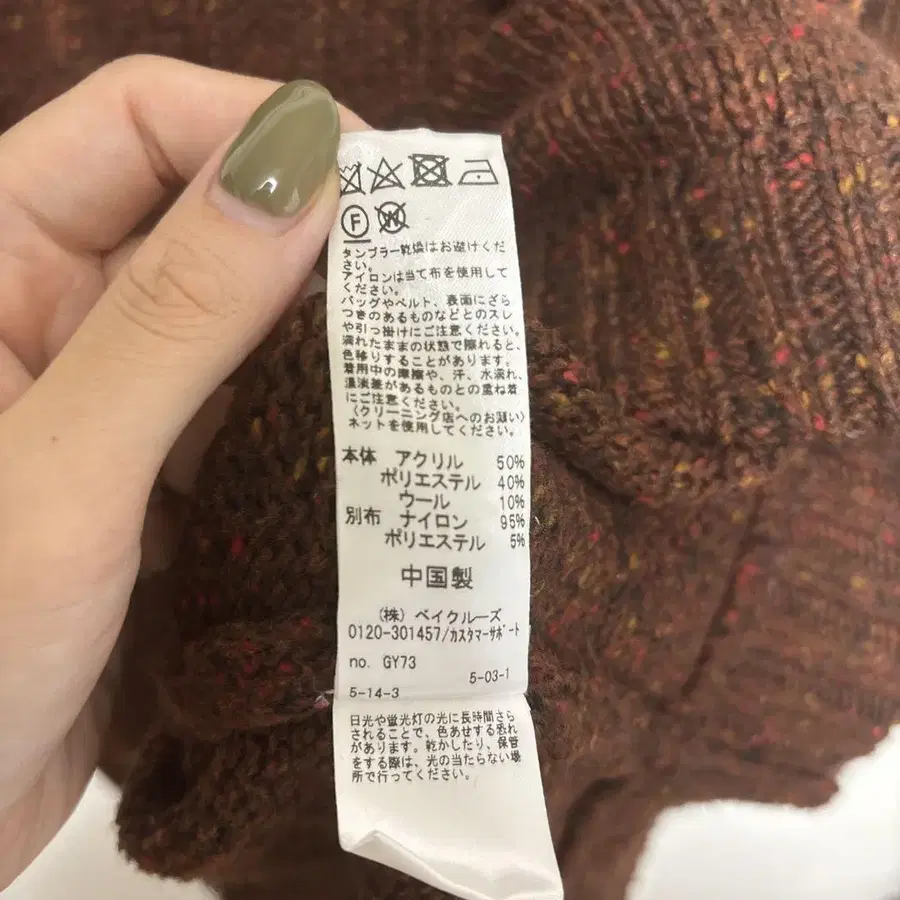 F W
タンブラー乾燥はお避けくだ
さい。
アイロンは当て布を使用して
ください。
バッグやベルト、表面にざら
つきのあるものなどとのスレ
や引っ掛けにご注意ください。
濡れたままの状態で擦れると、
色移りすることがあります。
着用中の摩擦や、汗、水濡れ、
温湿差があるものとの重ね着
にご注意ください。
〈クリーニング店へのお願い〉
ネットを使用してください。
本体 アクリル 50%
ポリエステル 40%
ウール 10%
別布 ナイロン 95%
ポリエステル 5%
中国製
(株) ベイクルーズ
0120-301457/カスタマーサポート
no. GY73
5-03-1
5-14-3
日光や蛍光灯の光に長時間さら
されることで、色あせする恐れ
があります。乾かしたり、保管
をする際は、光の当たらない場
所で行ってください。